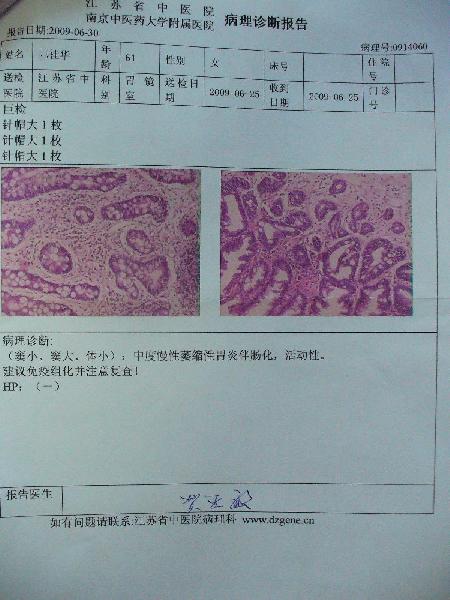 江苏省中医院
南京中医药大学附属医院 病理诊断报告
报告日期:2009-06-30 病理号:0914060
姓名 佳华 年龄 61 性别 女 床号 住院号
送检医院 江苏省中医院 科室 胃镜室 送检日期 2009-06-25 收到日期 2009-06-25 门诊号
巨检
针帽大1枚
针帽大1枚
针帽大1枚
病理诊断:
(窦小、窦大、体小):中度慢性萎缩性胃炎伴肠化,活动性。
建议免疫组化并注意复查!
HP:(—)
报告医生
如有问题请联系:江苏省中医院病理科 www.dzgene.cn